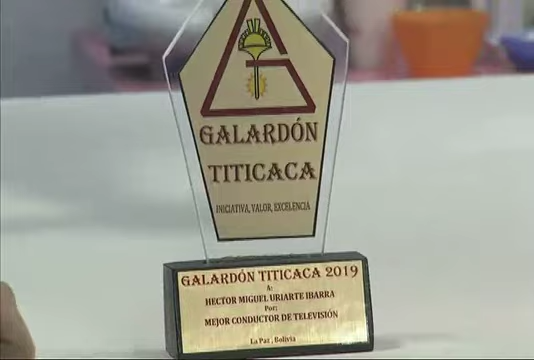 GALARDÓN
TITICACA
INICIATIVA, VALOR, EXCELENCIA
GALARDÓN TITICACA 2019
A:
HECTOR MIGUEL URIARTE IBARRA
Por:
MEJOR CONDUCTOR DE TELEVISIÓN
La Paz , Bolivia